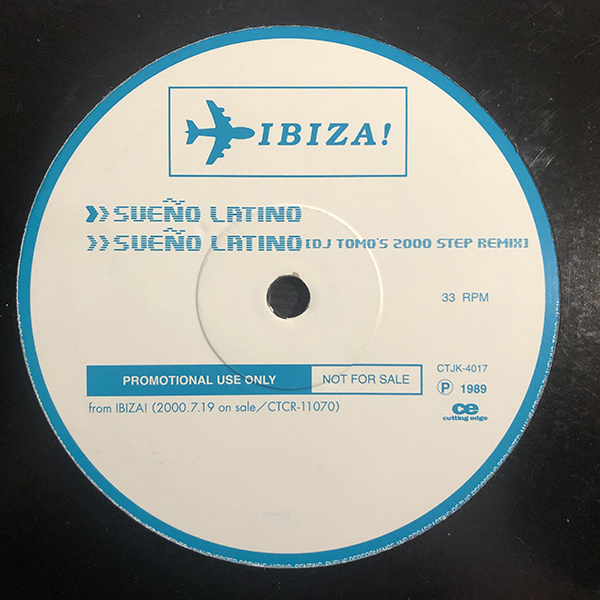 IBIZA!
SUEÑO LATINO
SUEÑO LATINO [DJ TOMO'S 2000 STEP REMIX]
33 RPM
PROMOTIONAL USE ONLY NOT FOR SALE
CTJK-4017
Ⓟ 1989
from IBIZA! (2000.7.19 on sale/CTCR-11070)
ce
cutting edge